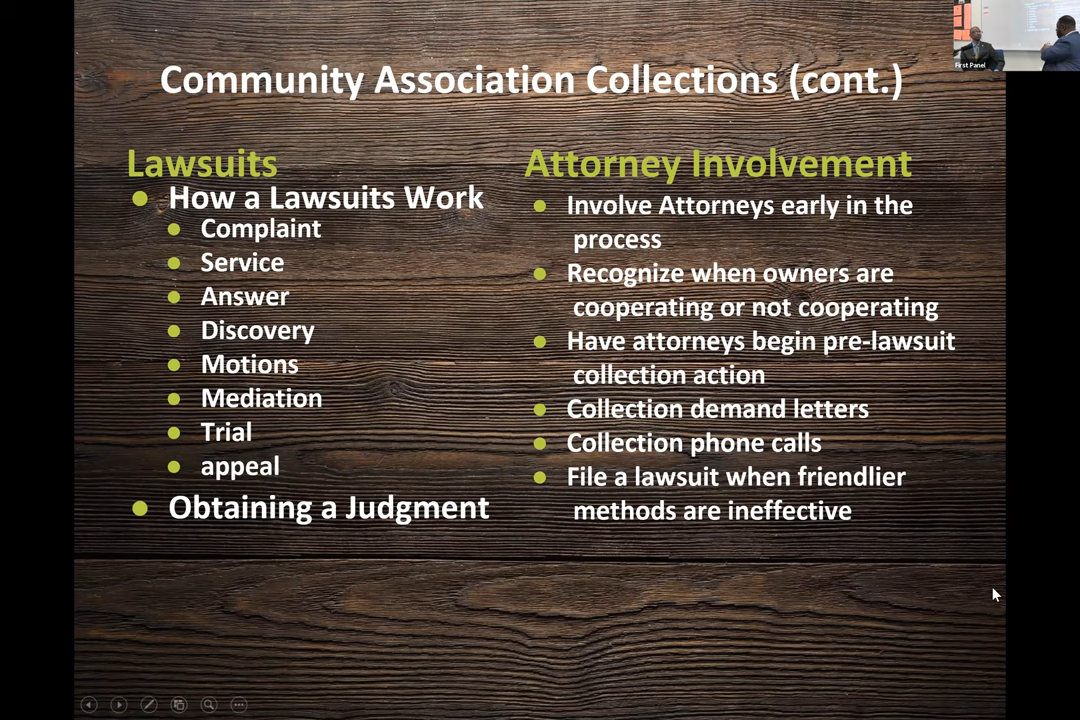 Community Association Collections (cont.)
Lawsuits
How a Lawsuits Work
Complaint
Service
Answer
Discovery
Motions
Mediation
Trial
appeal
Obtaining a Judgment
Attorney Involvement
Involve Attorneys early in the
process
Recognize when owners are
cooperating or not cooperating
Have attorneys begin pre-lawsuit
collection action
Collection demand letters
Collection phone calls
File a lawsuit when friendlier
methods are ineffective
First Panel